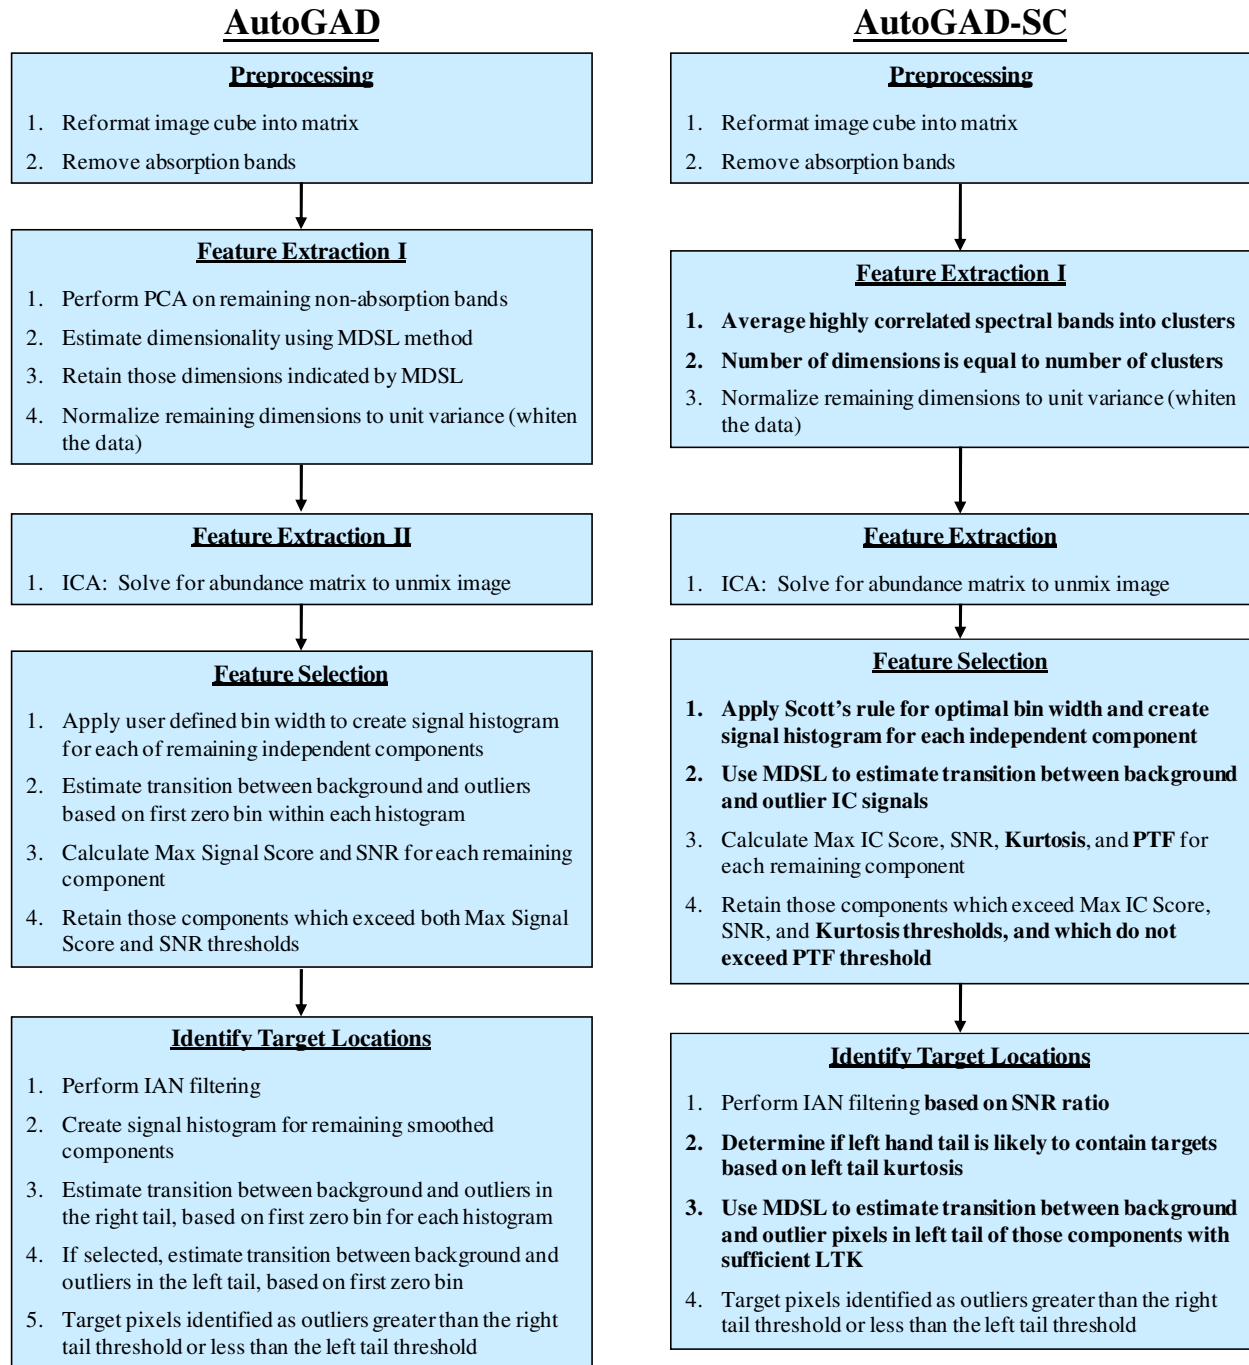 AutoGAD
Preprocessing
1. Reformat image cube into matrix
2. Remove absorption bands
Feature Extraction I
1. Perform PCA on remaining non-absorption bands
2. Estimate dimensionality using MDSL method
3. Retain those dimensions indicated by MDSL
4. Normalize remaining dimensions to unit variance (whiten
the data)
Feature Extraction II
1. ICA: Solve for abundance matrix to unmix image
Feature Selection
1. Apply user defined bin width to create signal histogram
for each of remaining independent components
2. Estimate transition between background and outliers
based on first zero bin within each histogram
3. Calculate Max Signal Score and SNR for each remaining
component
4. Retain those components which exceed both Max Signal
Score and SNR thresholds
Identify Target Locations
1. Perform IAN filtering
2. Create signal histogram for remaining smoothed
components
3. Estimate transition between background and outliers in
the right tail, based on first zero bin for each histogram
4. If selected, estimate transition between background and
outliers in the left tail, based on first zero bin
5. Target pixels identified as outliers greater than the right
tail threshold or less than the left tail threshold
AutoGAD-SC
Preprocessing
1. Reformat image cube into matrix
2. Remove absorption bands
Feature Extraction I
1. Average highly correlated spectral bands into clusters
2. Number of dimensions is equal to number of clusters
3. Normalize remaining dimensions to unit variance (whiten
the data)
Feature Extraction
1. ICA: Solve for abundance matrix to unmix image
Feature Selection
1. Apply Scott's rule for optimal bin width and create
signal histogram for each independent component
2. Use MDSL to estimate transition between background
and outlier IC signals
3. Calculate Max IC Score, SNR, Kurtosis, and PTF for
each remaining component
4. Retain those components which exceed Max IC Score,
SNR, and Kurtosis thresholds, and which do not
exceed PTF threshold
Identify Target Locations
1. Perform IAN filtering based on SNR ratio
2. Determine if left hand tail is likely to contain targets
based on left tail kurtosis
3. Use MDSL to estimate transition between background
and outlier pixels in left tail of those components with
sufficient LTK
4. Target pixels identified as outliers greater than the right
tail threshold or less than the left tail threshold